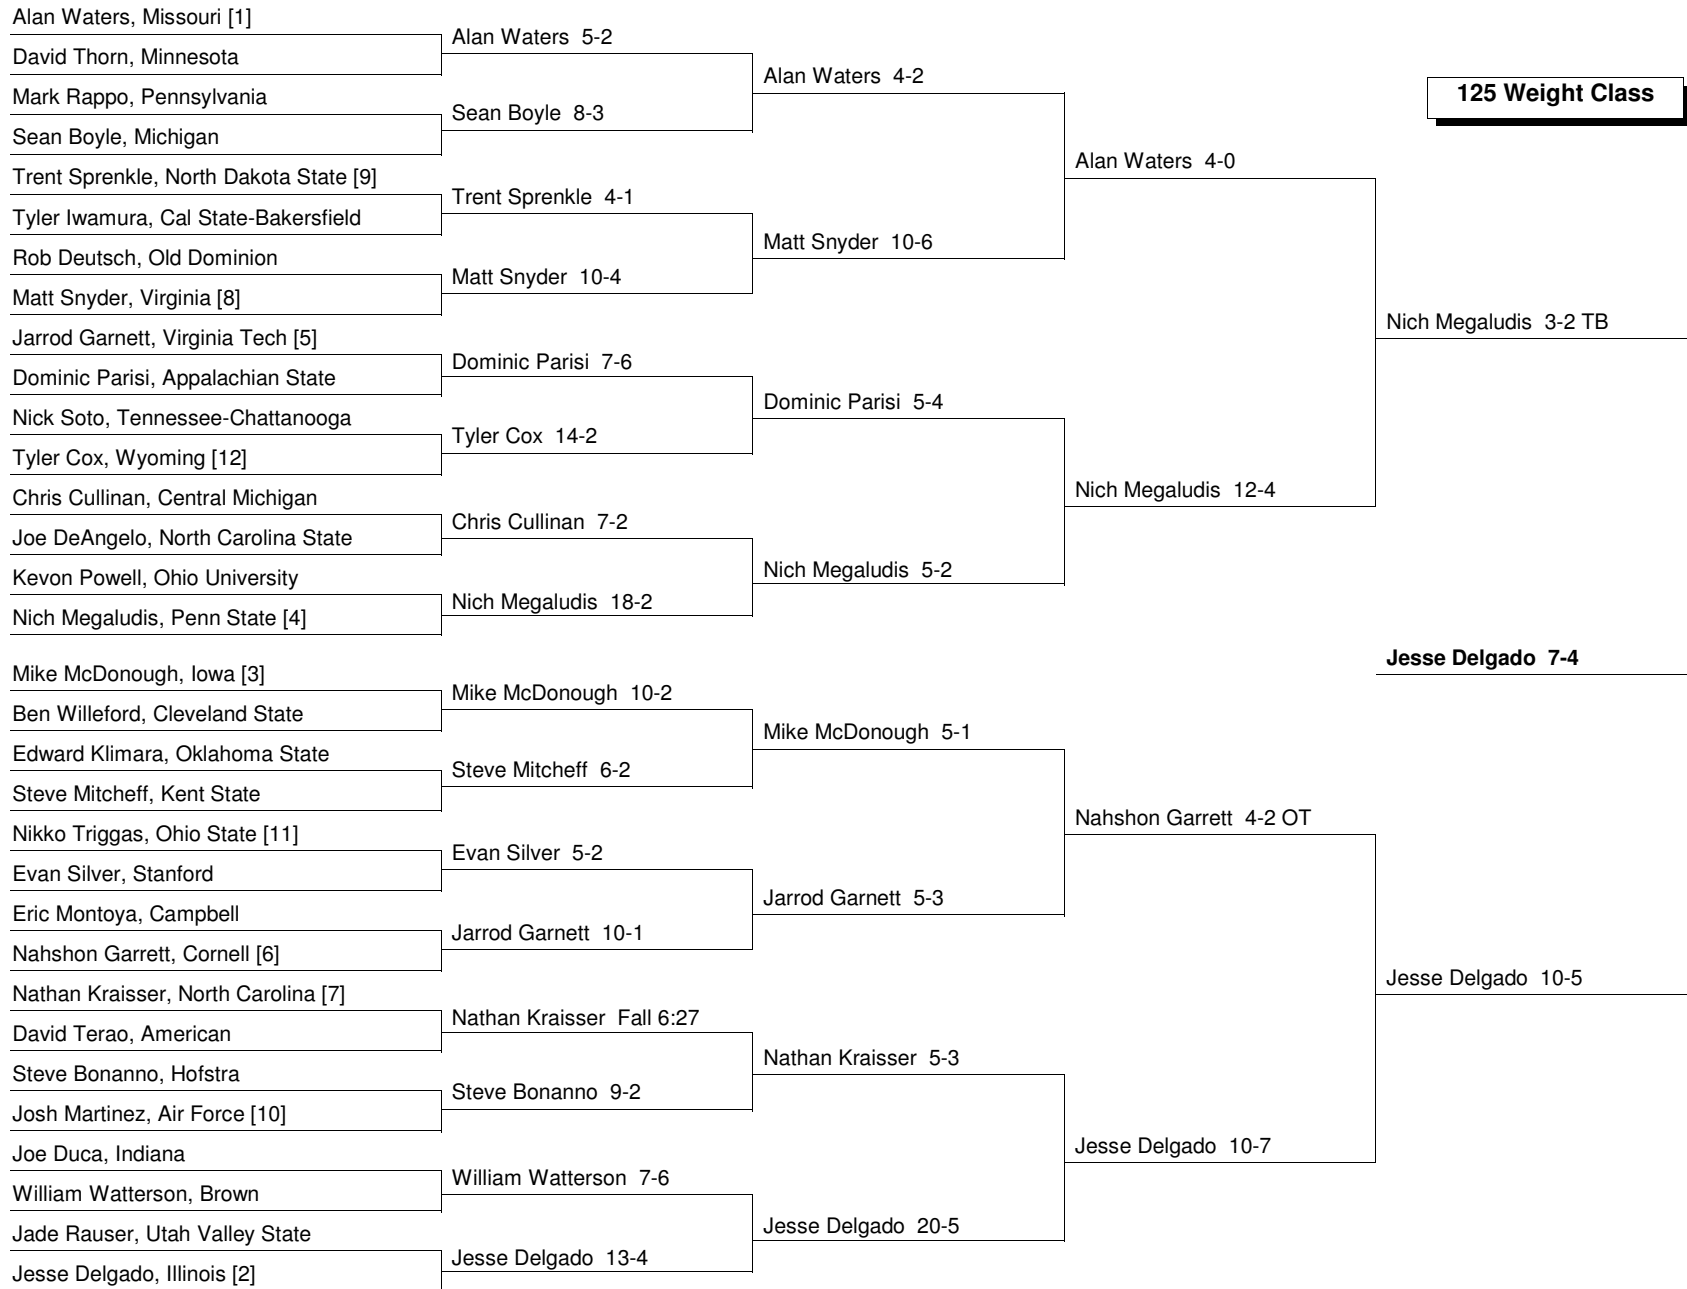 Alan Waters, Missouri [1]
David Thorn, Minnesota
Mark Rappo, Pennsylvania
Sean Boyle, Michigan
Trent Sprenkle, North Dakota State [9]
Tyler Iwamura, Cal State-Bakersfield
Rob Deutsch, Old Dominion
Matt Snyder, Virginia [8]
Jarrod Garnett, Virginia Tech [5]
Dominic Parisi, Appalachian State
Nick Soto, Tennessee-Chattanooga
Tyler Cox, Wyoming [12]
Chris Cullinan, Central Michigan
Joe DeAngelo, North Carolina State
Kevon Powell, Ohio University
Nich Megaludis, Penn State [4]
Mike McDonough, Iowa [3]
Ben Willeford, Cleveland State
Edward Klimara, Oklahoma State
Steve Mitcheff, Kent State
Nikko Triggas, Ohio State [11]
Evan Silver, Stanford
Eric Montoya, Campbell
Nahshon Garrett, Cornell [6]
Nathan Kraisser, North Carolina [7]
David Terao, American
Steve Bonanno, Hofstra
Josh Martinez, Air Force [10]
Joe Duca, Indiana
William Watterson, Brown
Jade Rauser, Utah Valley State
Jesse Delgado, Illinois [2]
Alan Waters 5-2
Sean Boyle 8-3
Trent Sprenkle 4-1
Matt Snyder 10-4
Dominic Parisi 7-6
Tyler Cox 14-2
Chris Cullinan 7-2
Nich Megaludis 18-2
Mike McDonough 10-2
Steve Mitcheff 6-2
Evan Silver 5-2
Jarrod Garnett 10-1
Nathan Kraisser Fall 6:27
Steve Bonanno 9-2
William Watterson 7-6
Jesse Delgado 13-4
Alan Waters 4-2
Matt Snyder 10-6
Dominic Parisi 5-4
Nich Megaludis 5-2
Mike McDonough 5-1
Jarrod Garnett 5-3
Nathan Kraisser 5-3
Jesse Delgado 20-5
Alan Waters 4-0
Nich Megaludis 12-4
Nahshon Garrett 4-2 OT
Jesse Delgado 10-7
125 Weight Class
Nich Megaludis 3-2 TB
Jesse Delgado 7-4
Jesse Delgado 10-5